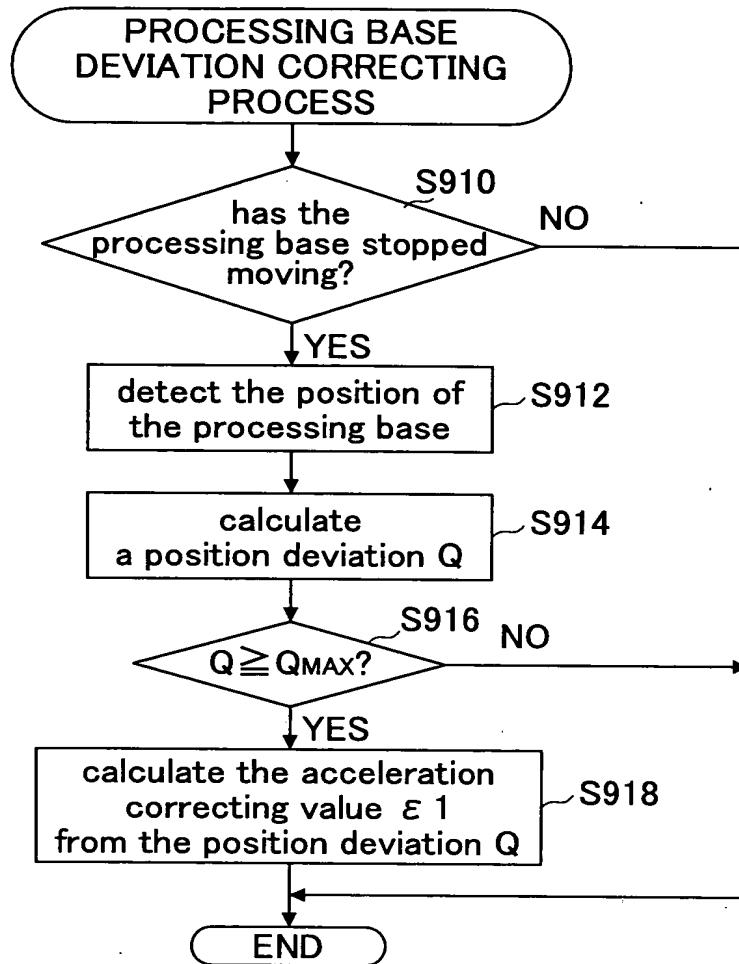 PROCESSING BASE
DEVIATION CORRECTING
PROCESS
S910
has the
processing base stopped
moving?
NO
YES
detect the position of
the processing base
S912
calculate
a position deviation Q
S914
S916
Q≧QMAX?
NO
YES
calculate the acceleration
correcting value ε 1
from the position deviation Q
S918
END